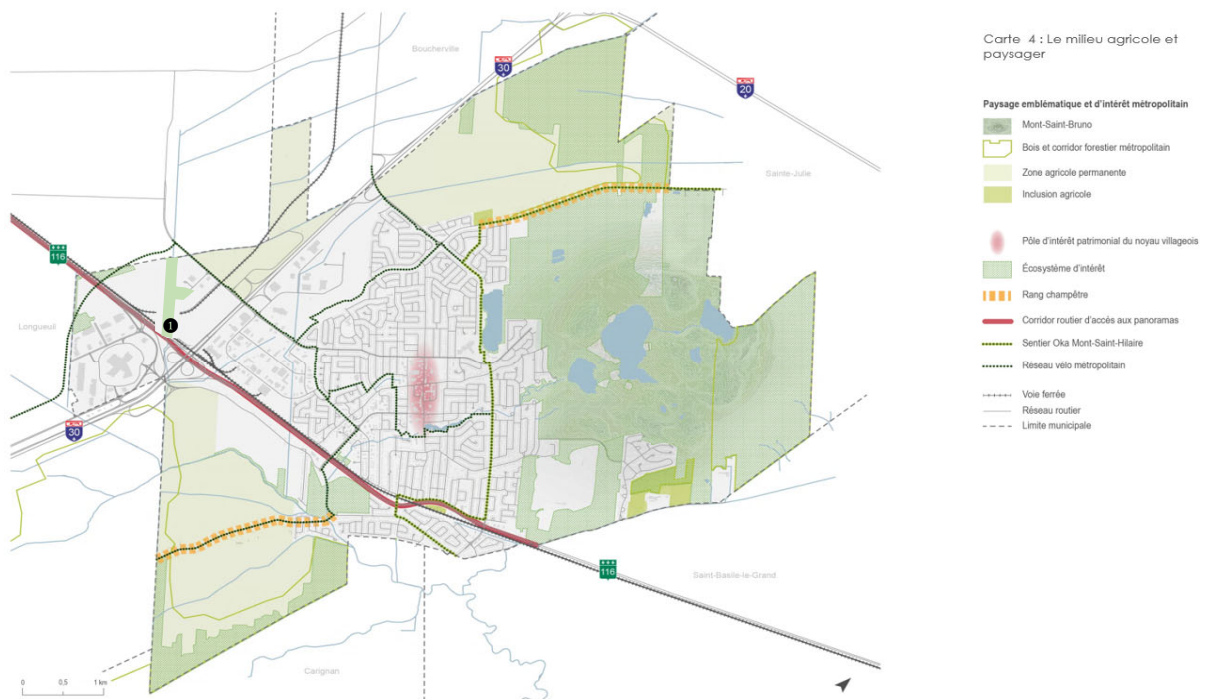 Carte 4 : Le milieu agricole et
paysager
Paysage emblématique et d'intérêt métropolitain
Mont-Saint-Bruno
Bois et corridor forestier métropolitain
Zone agricole permanente
Inclusion agricole
Pôle d'intérêt patrimonial du noyau villageois
Écosystème d'intérêt
Rang champêtre
Corridor routier d'accès aux panoramas
Sentier Oka Mont-Saint-Hilaire
Réseau vélo métropolitain
Voie ferrée
Réseau routier
Limite municipale
Boucherville
30
20
Sainte-Julie
116
Longueuil
1
30
116
Saint-Basile-le-Grand
Carignan
0 0,5 1 km